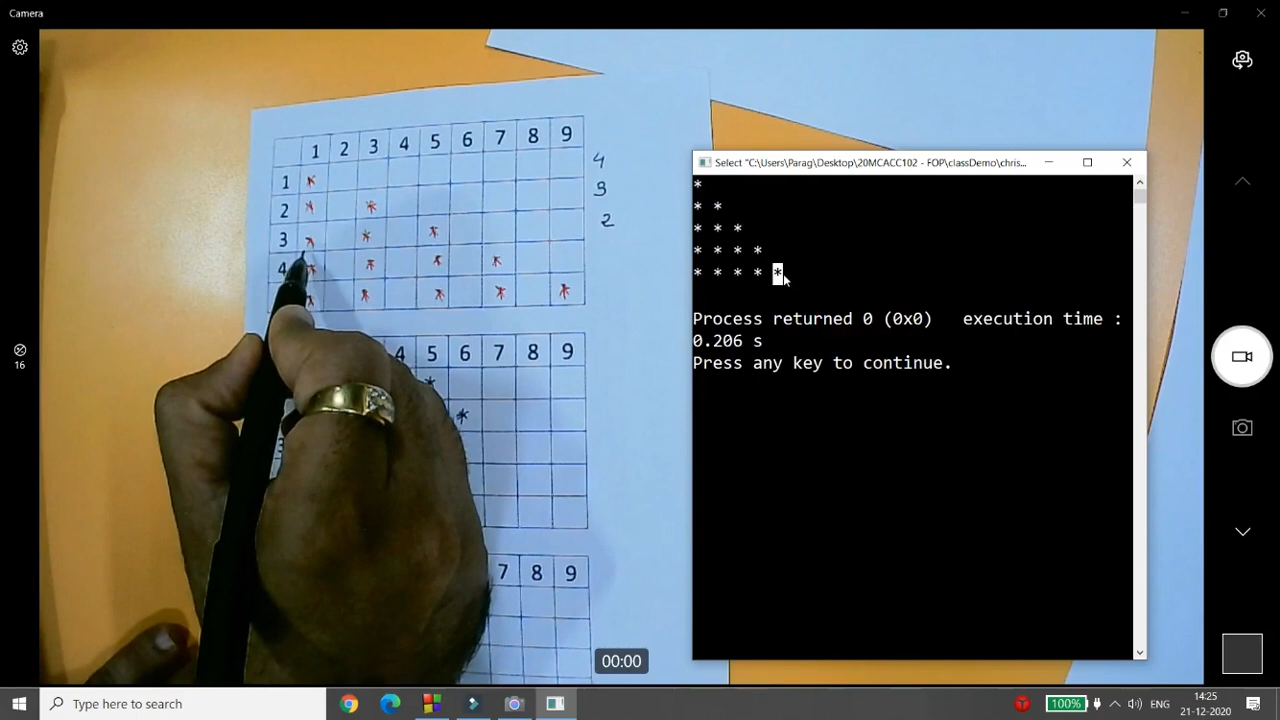 Camera
1 2 3 4 5 6 7 8 9
1 *
2 * *
3 * * *
4 * * * *
* * * * *
4
3
2
4 5 6 7 8 9
*
*
7 8 9
16
00:00
Select "C:\Users\Parag\Desktop\20MCACC102 - FOP\classDemo\chris...
*
* *
* * *
* * * *
* * * * *
Process returned 0 (0x0)   execution time :
0.206 s
Press any key to continue.
Type here to search
100%
ENG
14:25
21-12-2020